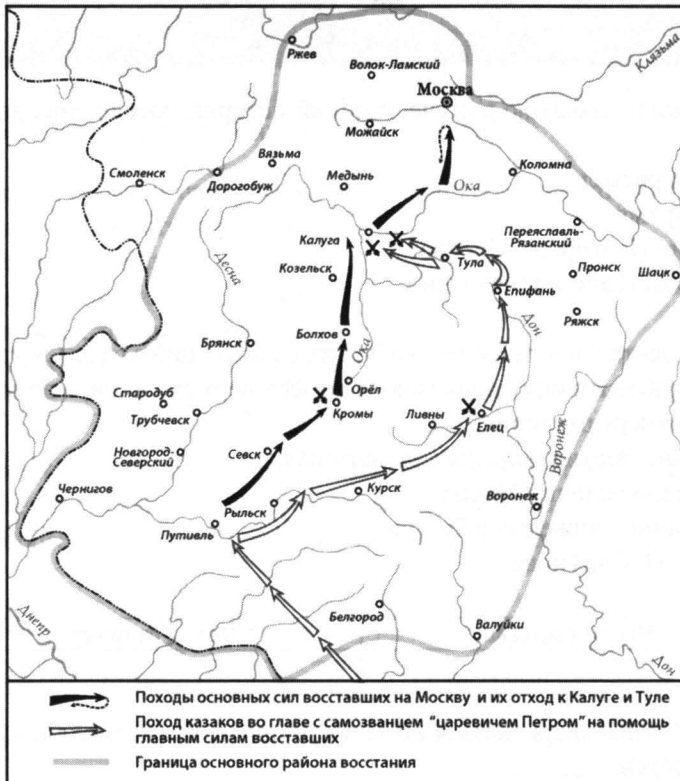 Ржев
Волок-Ламский
Клязьма
Москва
Можайск
Вязьма
Смоленск
Дорогобуж
Медынь
Коломна
Ока
Десна
Калуга
Переяславль-
Рязанский
Тула
Козельск
Пронск
Шацк
Епифань
Дон
Ряжск
Болхов
Брянск
Ока
Орёл
Стародуб
Кромы
Трубчевск
Ливны
Елец
Новгород-
Северский
Севск
Воронеж
Чернигов
Курск
Рыльск
Воронеж
Путивль
Белгород
Днепр
Валуйки
Дон
Походы основных сил восставших на Москву и их отход к Калуге и Туле
Поход казаков во главе с самозванцем "царевичем Петром" на помощь
главным силам восставших
Граница основного района восстания